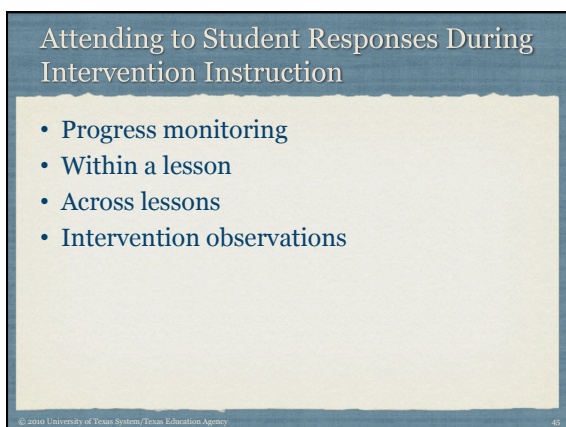 Attending to Student Responses During
Intervention Instruction
• Progress monitoring
• Within a lesson
• Across lessons
• Intervention observations
© 2010 University of Texas System/Texas Education Agency
45